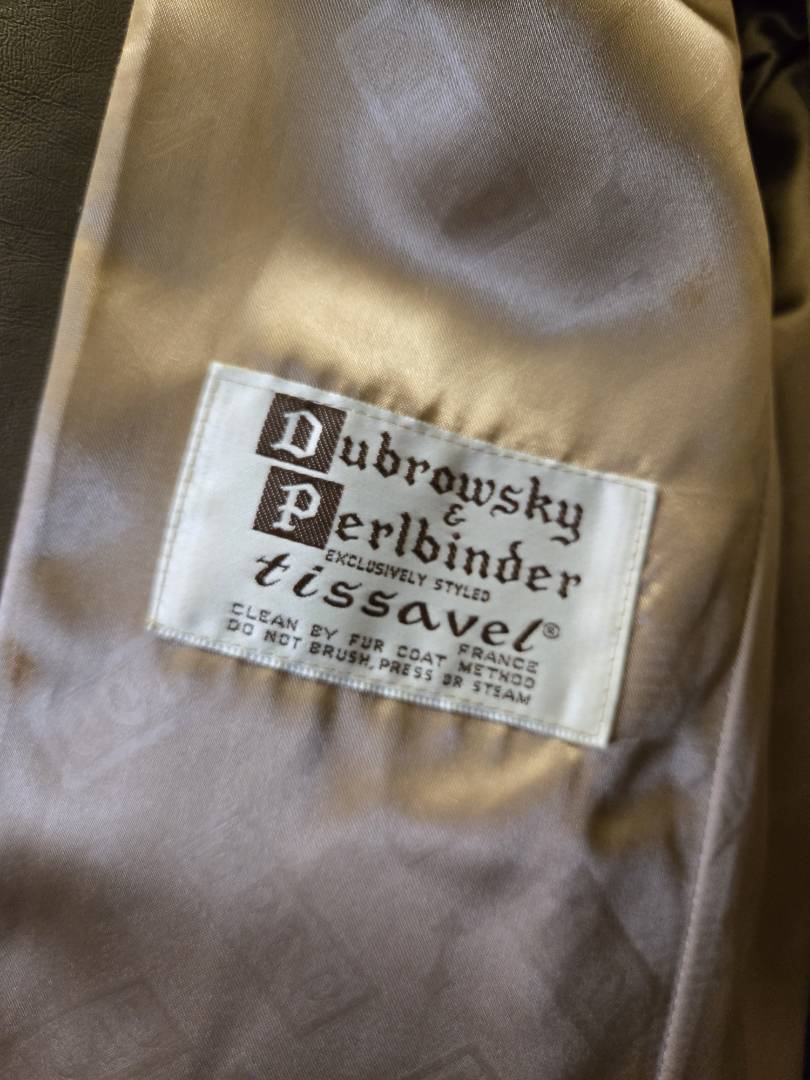 Dubrowsky
&
Perlbinder
EXCLUSIVELY STYLED
tissavel®
FRANCE
CLEAN BY FUR COAT METHOD
DO NOT BRUSH, PRESS OR STEAM